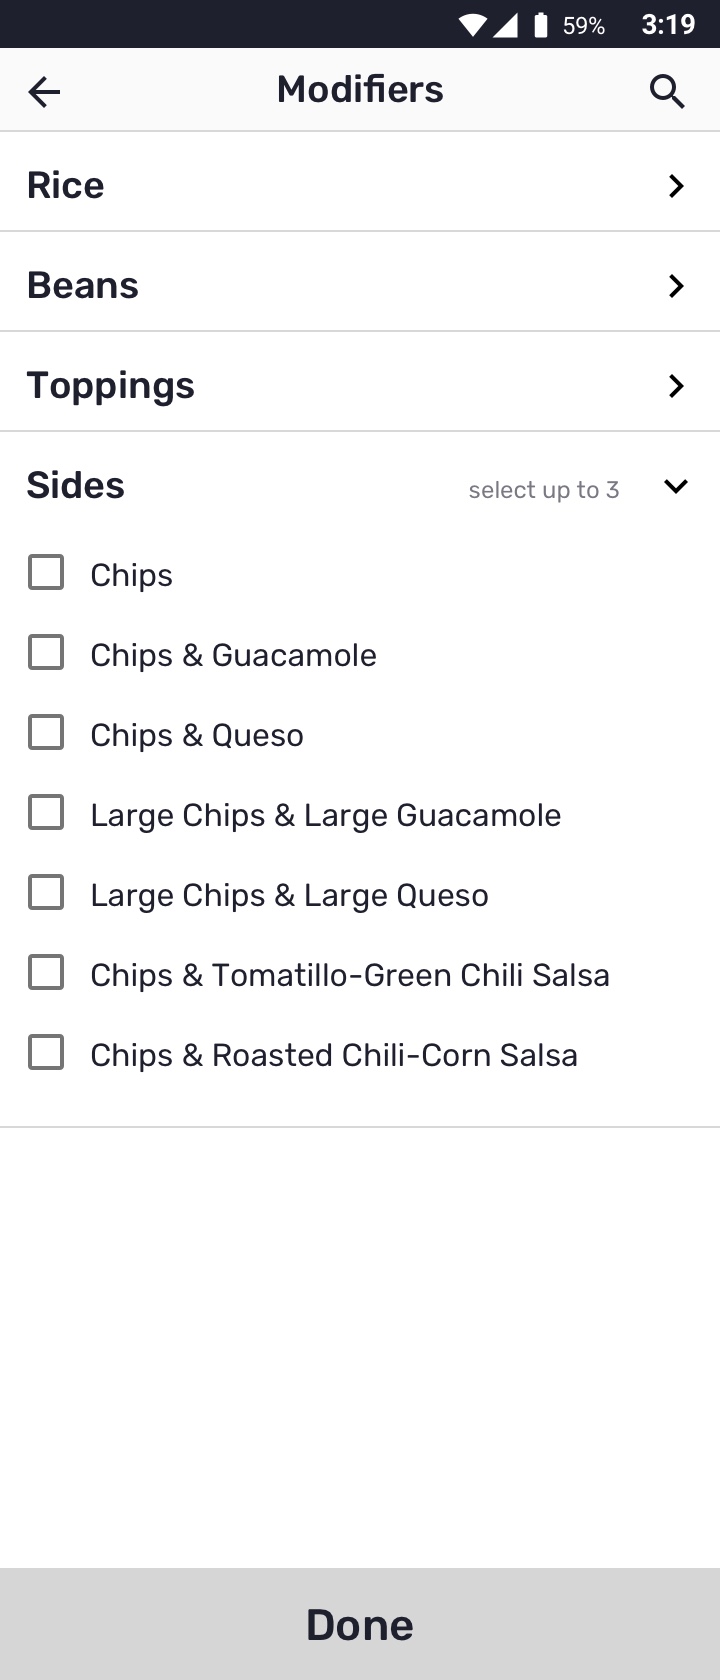 59% 3:19
Modifiers
Rice
Beans
Toppings
Sides select up to 3
Chips
Chips & Guacamole
Chips & Queso
Large Chips & Large Guacamole
Large Chips & Large Queso
Chips & Tomatillo-Green Chili Salsa
Chips & Roasted Chili-Corn Salsa
Done